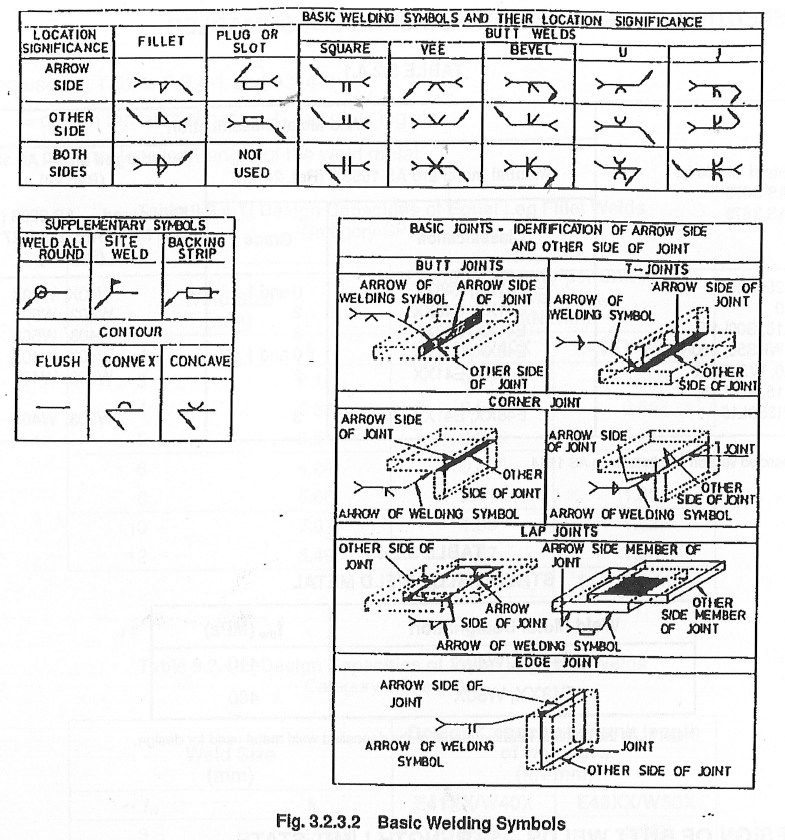 BASIC WELDING SYMBOLS AND THEIR LOCATION SIGNIFICANCE
LOCATION
SIGNIFICANCE
FILLET
PLUG OR
SLOT
BUTT WELDS
SQUARE
VEE
BEVEL
U
J
ARROW
SIDE
OTHER
SIDE
BOTH
SIDES
NOT
USED
SUPPLEMENTARY SYMBOLS
WELD ALL
ROUND
SITE
WELD
BACKING
STRIP
CONTOUR
FLUSH
CONVEX
CONCAVE
BASIC JOINTS - IDENTIFICATION OF ARROW SIDE
AND OTHER SIDE OF JOINT
BUTT JOINTS
ARROW OF
WELDING SYMBOL
ARROW SIDE
OF JOINT
OTHER SIDE
OF JOINT
T-JOINTS
ARROW SIDE OF
JOINT
ARROW OF
WELDING SYMBOL
OTHER
SIDE OF JOINT
CORNER JOINT
ARROW SIDE
OF JOINT
OTHER
SIDE OF JOINT
ARROW OF WELDING SYMBOL
ARROW SIDE
OF JOINT
JOINT
OTHER
SIDE OF JOINT
ARROW OF WELDING SYMBOL
LAP JOINTS
OTHER SIDE OF
JOINT
ARROW
SIDE OF JOINT
ARROW SIDE MEMBER OF
JOINT
OTHER
SIDE MEMBER
OF JOINT
ARROW OF WELDING SYMBOL
EDGE JOINT
ARROW SIDE OF
JOINT
ARROW OF WELDING
SYMBOL
JOINT
OTHER SIDE OF JOINT
Fig. 3.2.3.2 Basic Welding Symbols